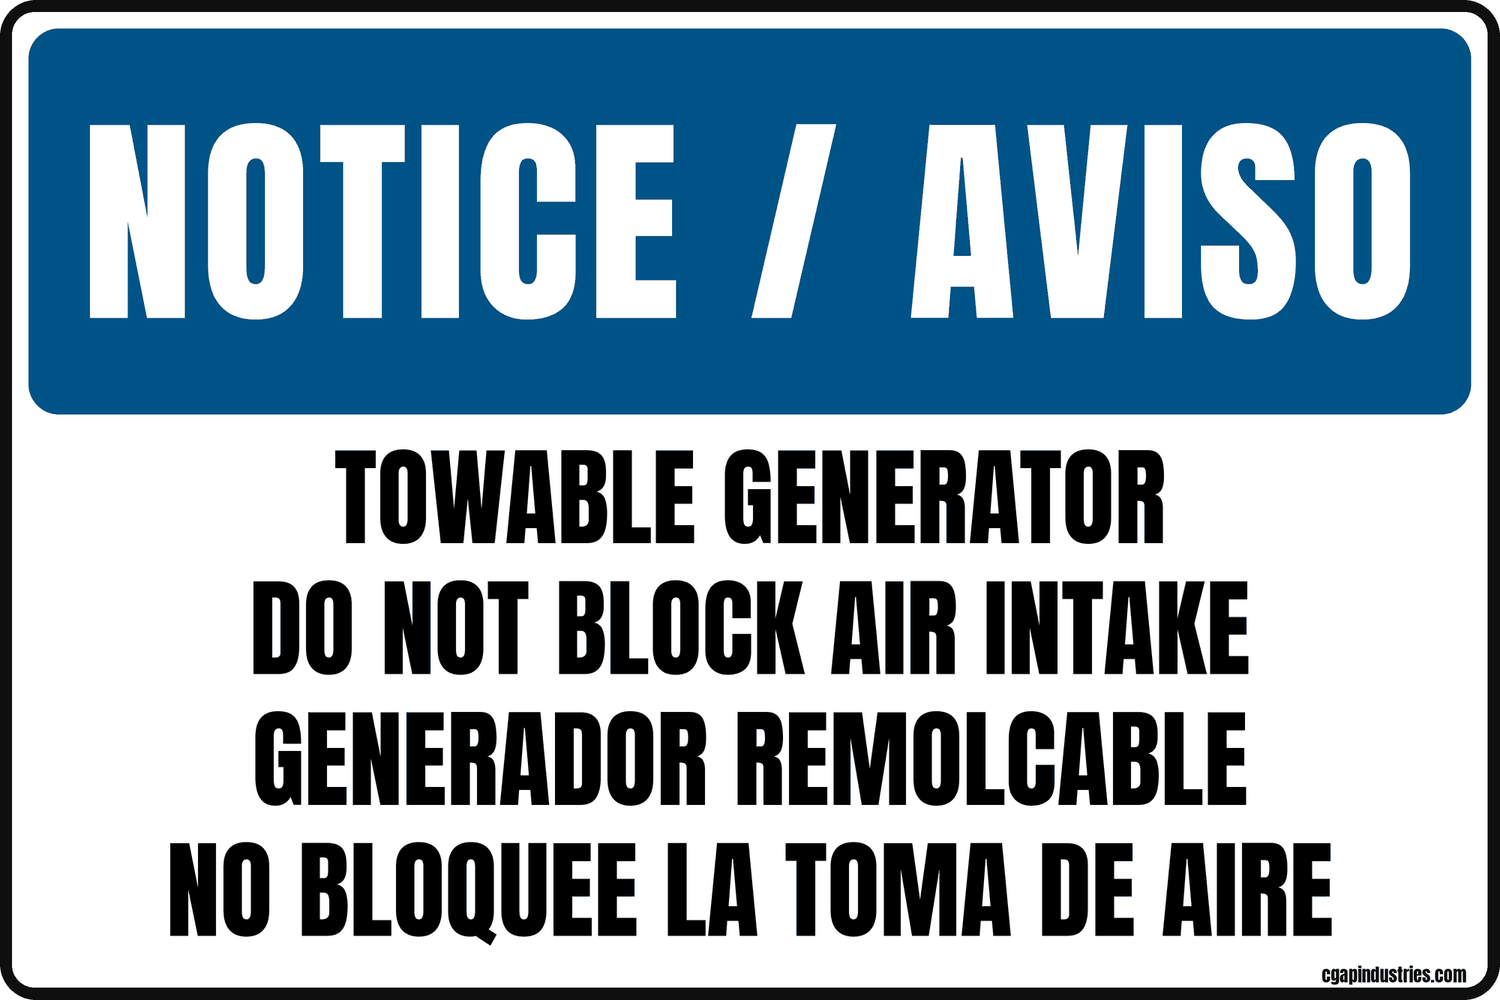 NOTICE / AVISO
TOWABLE GENERATOR
DO NOT BLOCK AIR INTAKE
GENERADOR REMOLCABLE
NO BLOQUEE LA TOMA DE AIRE
cgapindustries.com